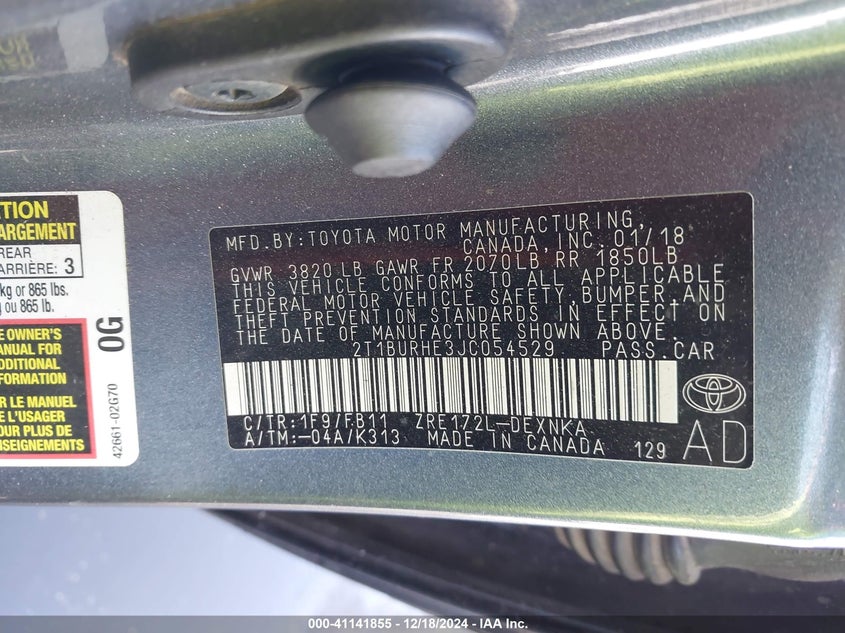 TION
ARGEMENT
REAR
ARRIÈRE: 3
kg or 865 lbs.
ou 865 lb.
E OWNER'S
MANUAL FOR
ADDITIONAL
FORMATION
R LE MANUEL
L'USAGER
OUR PLUS DE
NSEIGNEMENTS
0G
42661-02G70
MFD.BY:TOYOTA MOTOR MANUFACTURING,
CANADA, INC. 01/18
GVWR 3820 LB GAWR FR 2070LB RR 1850LB
THIS VEHICLE CONFORMS TO ALL APPLICABLE
FEDERAL MOTOR VEHICLE SAFETY, BUMPER, AND
THEFT PREVENTION STANDARDS IN EFFECT ON
THE DATE OF MANUFACTURE SHOWN ABOVE.
2T1BURHE3JC054529 PASS.CAR
C/TR:1F9/FB11 ZRE172L-DEXNKA
A/TM:-04A/K313 MADE IN CANADA 129
AD
000-41141855 - 12/18/2024 - IAA Inc.